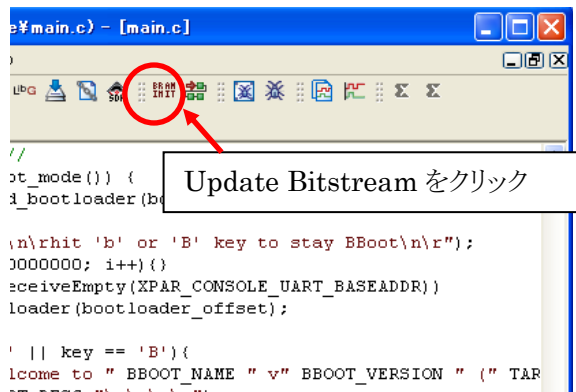 e¥main.c) - [main.c]
BRAM
INIT
SDK
Σ Σ
//
ot_mode()) {
d_bootloader(bo
Update Bitstream をクリック
\n\rhit 'b' or 'B' key to stay BBoot\n\r");
0000000; i++){}
eceiveEmpty(XPAR_CONSOLE_UART_BASEADDR))
loader(bootloader_offset);
' || key == 'B'){
lcome to " BBOOT_NAME " v" BBOOT_VERSION " (" TAR